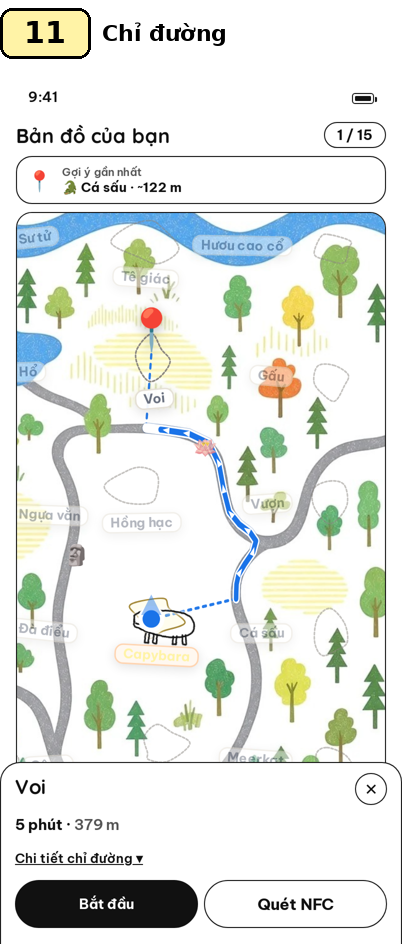 11 Chỉ đường
9:41
Bản đồ của bạn
1 / 15
Gợi ý gần nhất
Cá sấu · ~122 m
Sư tử
Hươu cao cổ
Tê giác
Hổ
Gấu
Voi
Vượn
Ngựa vằn
Hồng hạc
Đà điểu
Cá sấu
Capybara
Meerkat
Voi
5 phút · 379 m
Chi tiết chỉ đường ▾
Bắt đầu
Quét NFC